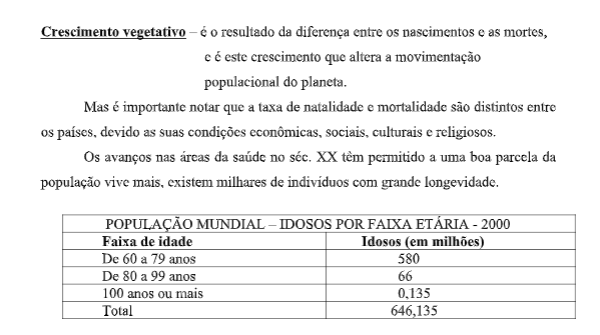 Crescimento vegetativo – é o resultado da diferença entre os nascimentos e as mortes,
e é este crescimento que altera a movimentação
populacional do planeta.
Mas é importante notar que a taxa de natalidade e mortalidade são distintos entre
os países, devido as suas condições econômicas, sociais, culturais e religiosos.
Os avanços nas áreas da saúde no séc. XX têm permitido a uma boa parcela da
população vive mais, existem milhares de indivíduos com grande longevidade.
POPULAÇÃO MUNDIAL – IDOSOS POR FAIXA ETÁRIA - 2000
Faixa de idade Idosos (em milhões)
De 60 a 79 anos 580
De 80 a 99 anos 66
100 anos ou mais 0,135
Total 646,135